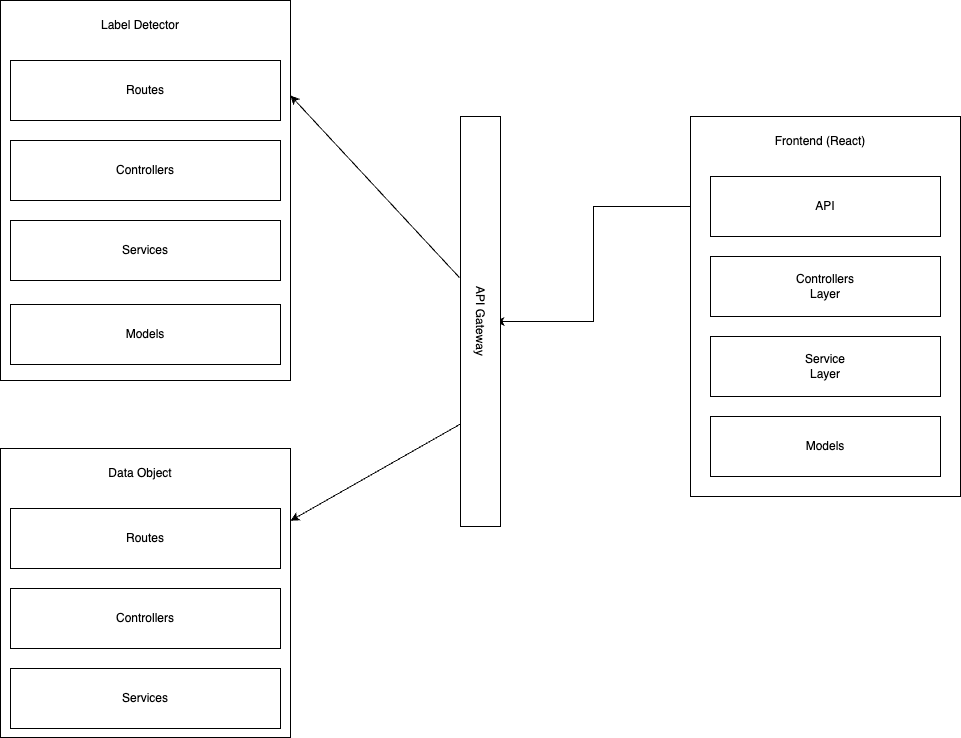 Label Detector
Routes
Controllers
Services
Models
Data Object
Routes
Controllers
Services
API Gateway
Frontend (React)
API
Controllers
Layer
Service
Layer
Models